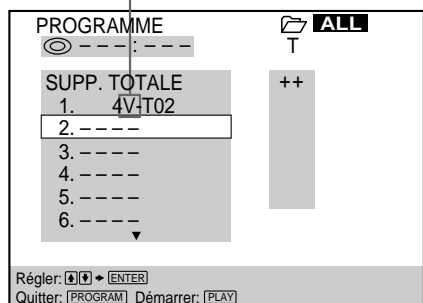 PROGRAMME ALL
– – – : – – – T
SUPP. TOTALE ++
1. 4V-T02
2. – – – –
3. – – – –
4. – – – –
5. – – – –
6. – – – –
Régler: ENTER
Quitter: PROGRAM Démarrer: PLAY